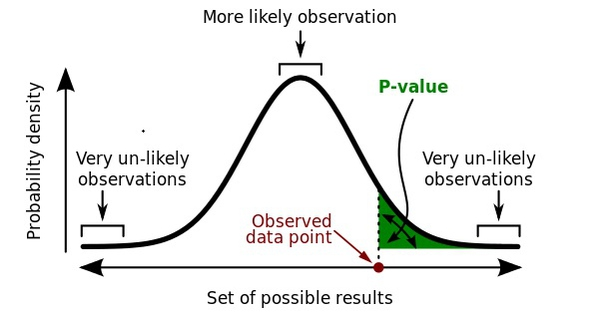 More likely observation
P-value
Probability density
Very un-likely
observations
Very un-likely
observations
Observed
data point
Set of possible results